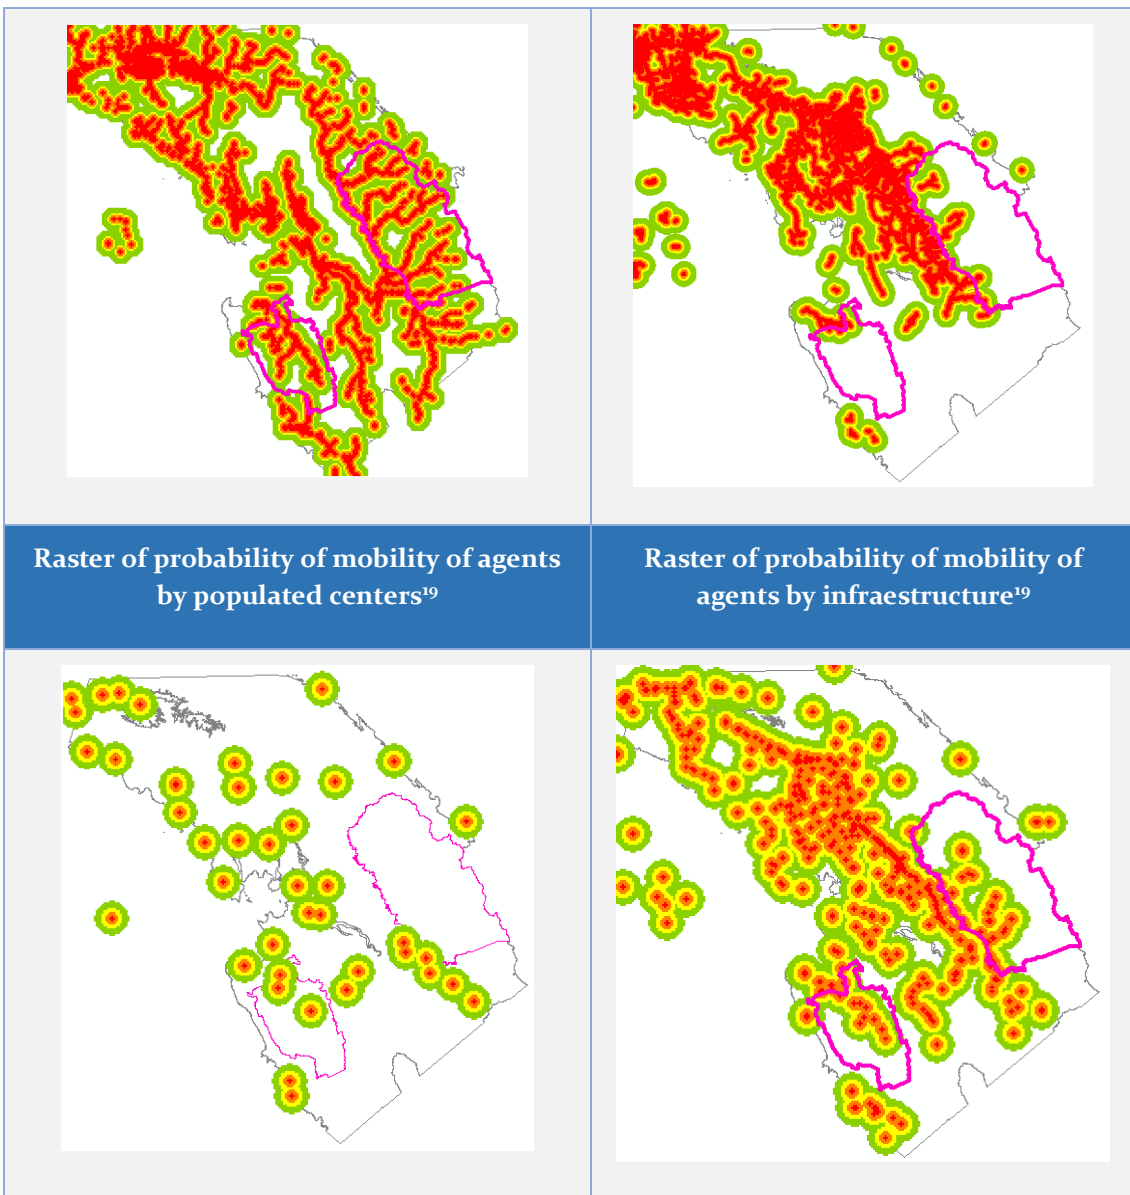 Raster of probability of mobility of agents
by populated centers¹⁹
Raster of probability of mobility of
agents by infraestructure¹⁹